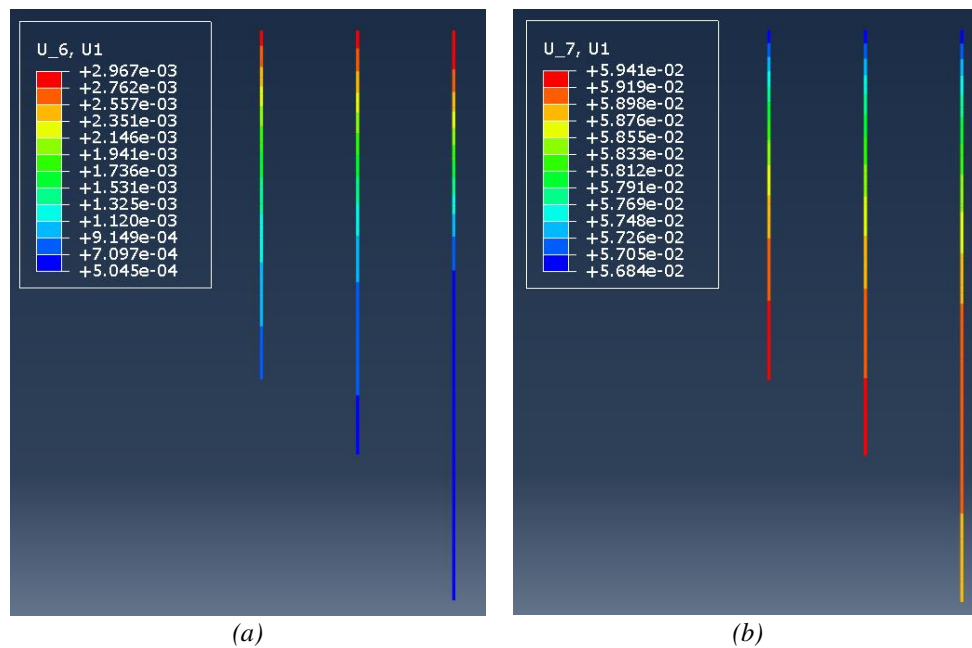 U_6, U1
+2.967e-03
+2.762e-03
+2.557e-03
+2.351e-03
+2.146e-03
+1.941e-03
+1.736e-03
+1.531e-03
+1.325e-03
+1.120e-03
+9.149e-04
+7.097e-04
+5.045e-04
(a)
U_7, U1
+5.941e-02
+5.919e-02
+5.898e-02
+5.876e-02
+5.855e-02
+5.833e-02
+5.812e-02
+5.791e-02
+5.769e-02
+5.748e-02
+5.726e-02
+5.705e-02
+5.684e-02
(b)